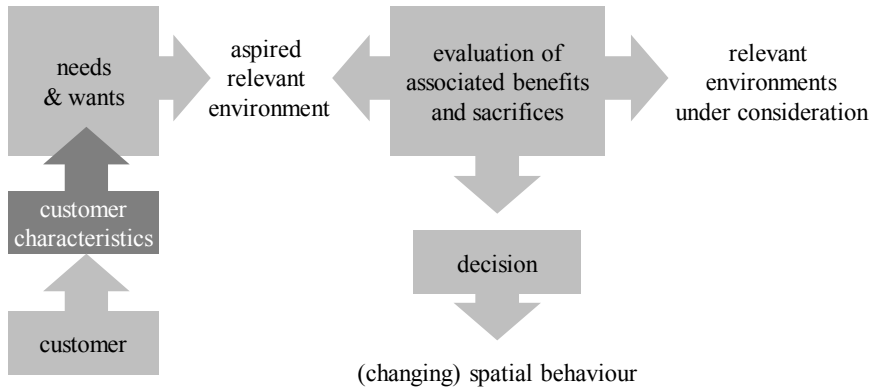 needs
& wants
aspired
relevant
environment
evaluation of
associated benefits
and sacrifices
relevant
environments
under consideration
customer
characteristics
decision
customer
(changing) spatial behaviour